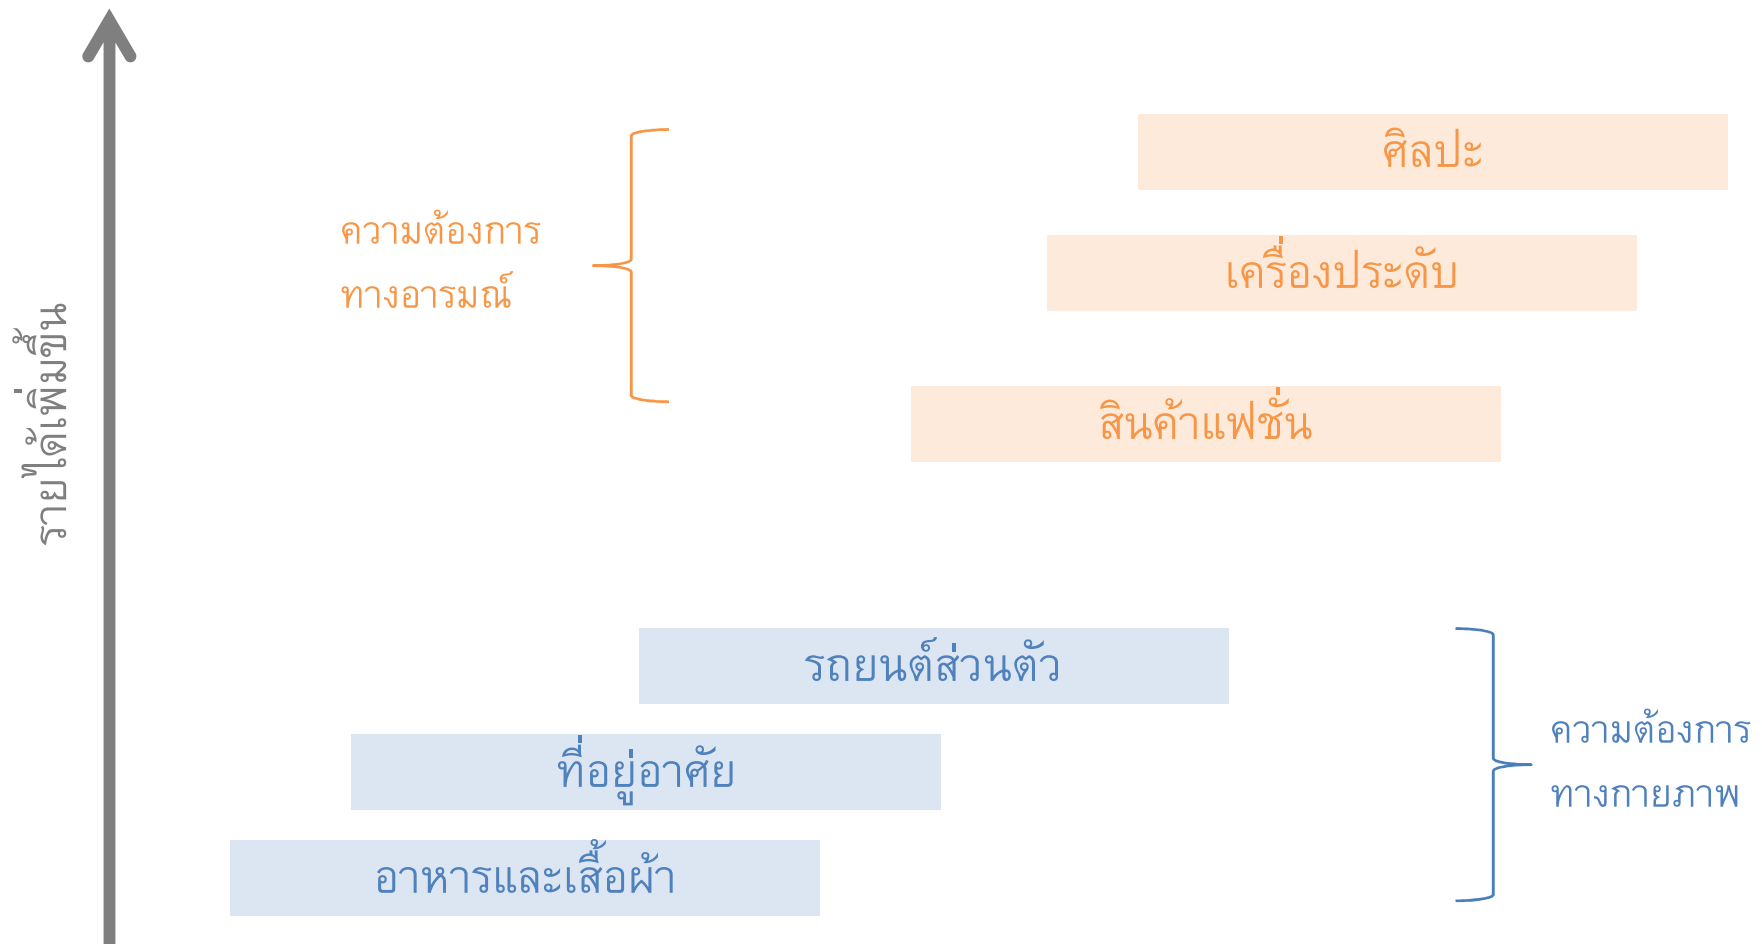 ศิลปะ
ความต้องการ
ทางอารมณ์
เครื่องประดับ
สินค้าแฟชั่น
รายได้เพิ่มขึ้น
รถยนต์ส่วนตัว
ความต้องการ
ทางกายภาพ
ที่อยู่อาศัย
อาหารและเสื้อผ้า